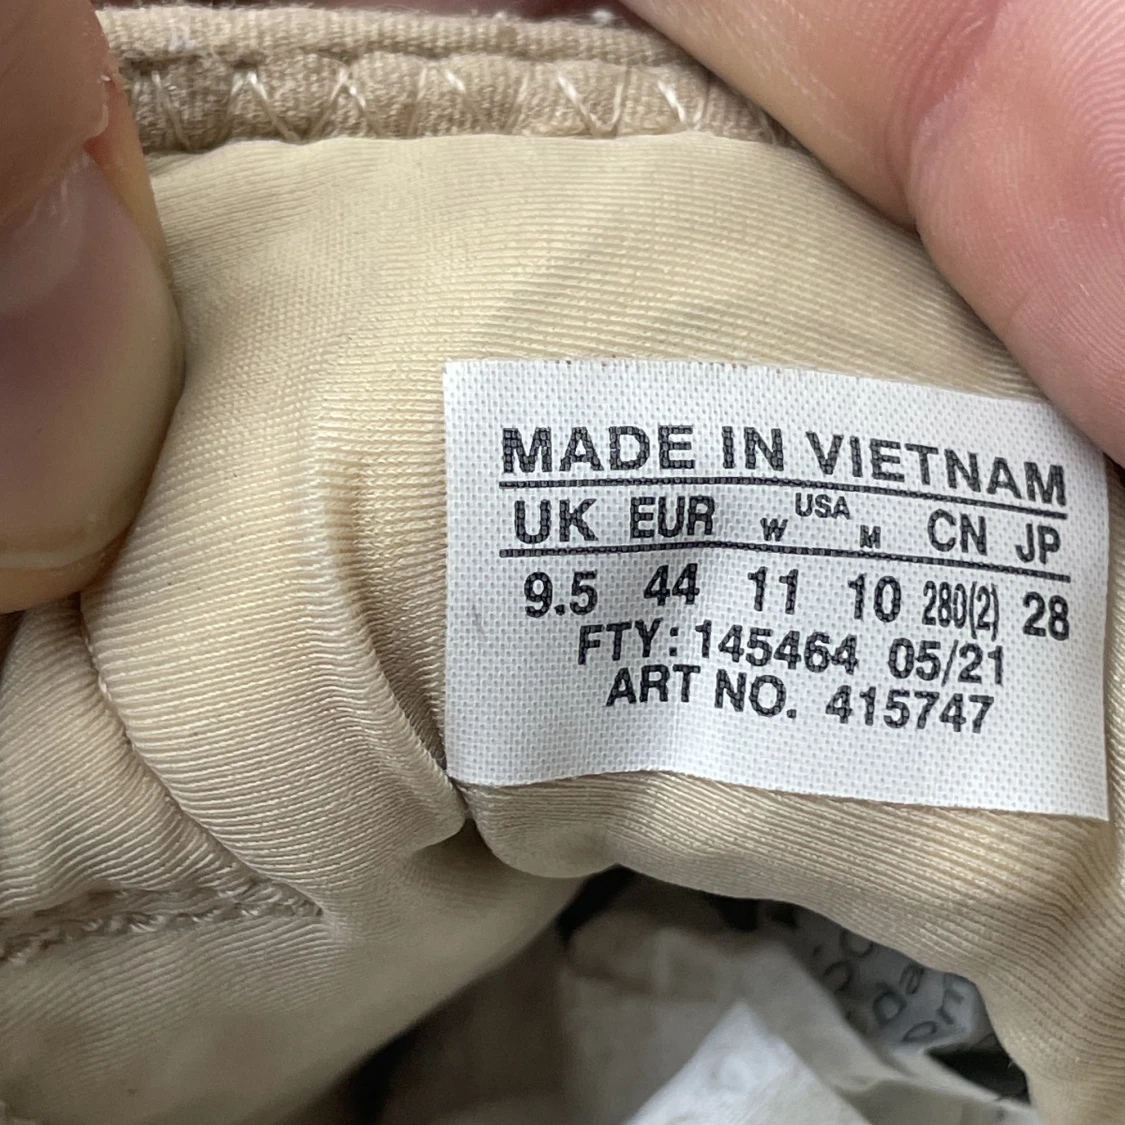 MADE IN VIETNAM
UK EUR W USA M CN JP
9.5 44 11 10 280(2) 28
FTY: 145464 05/21
ART NO. 415747